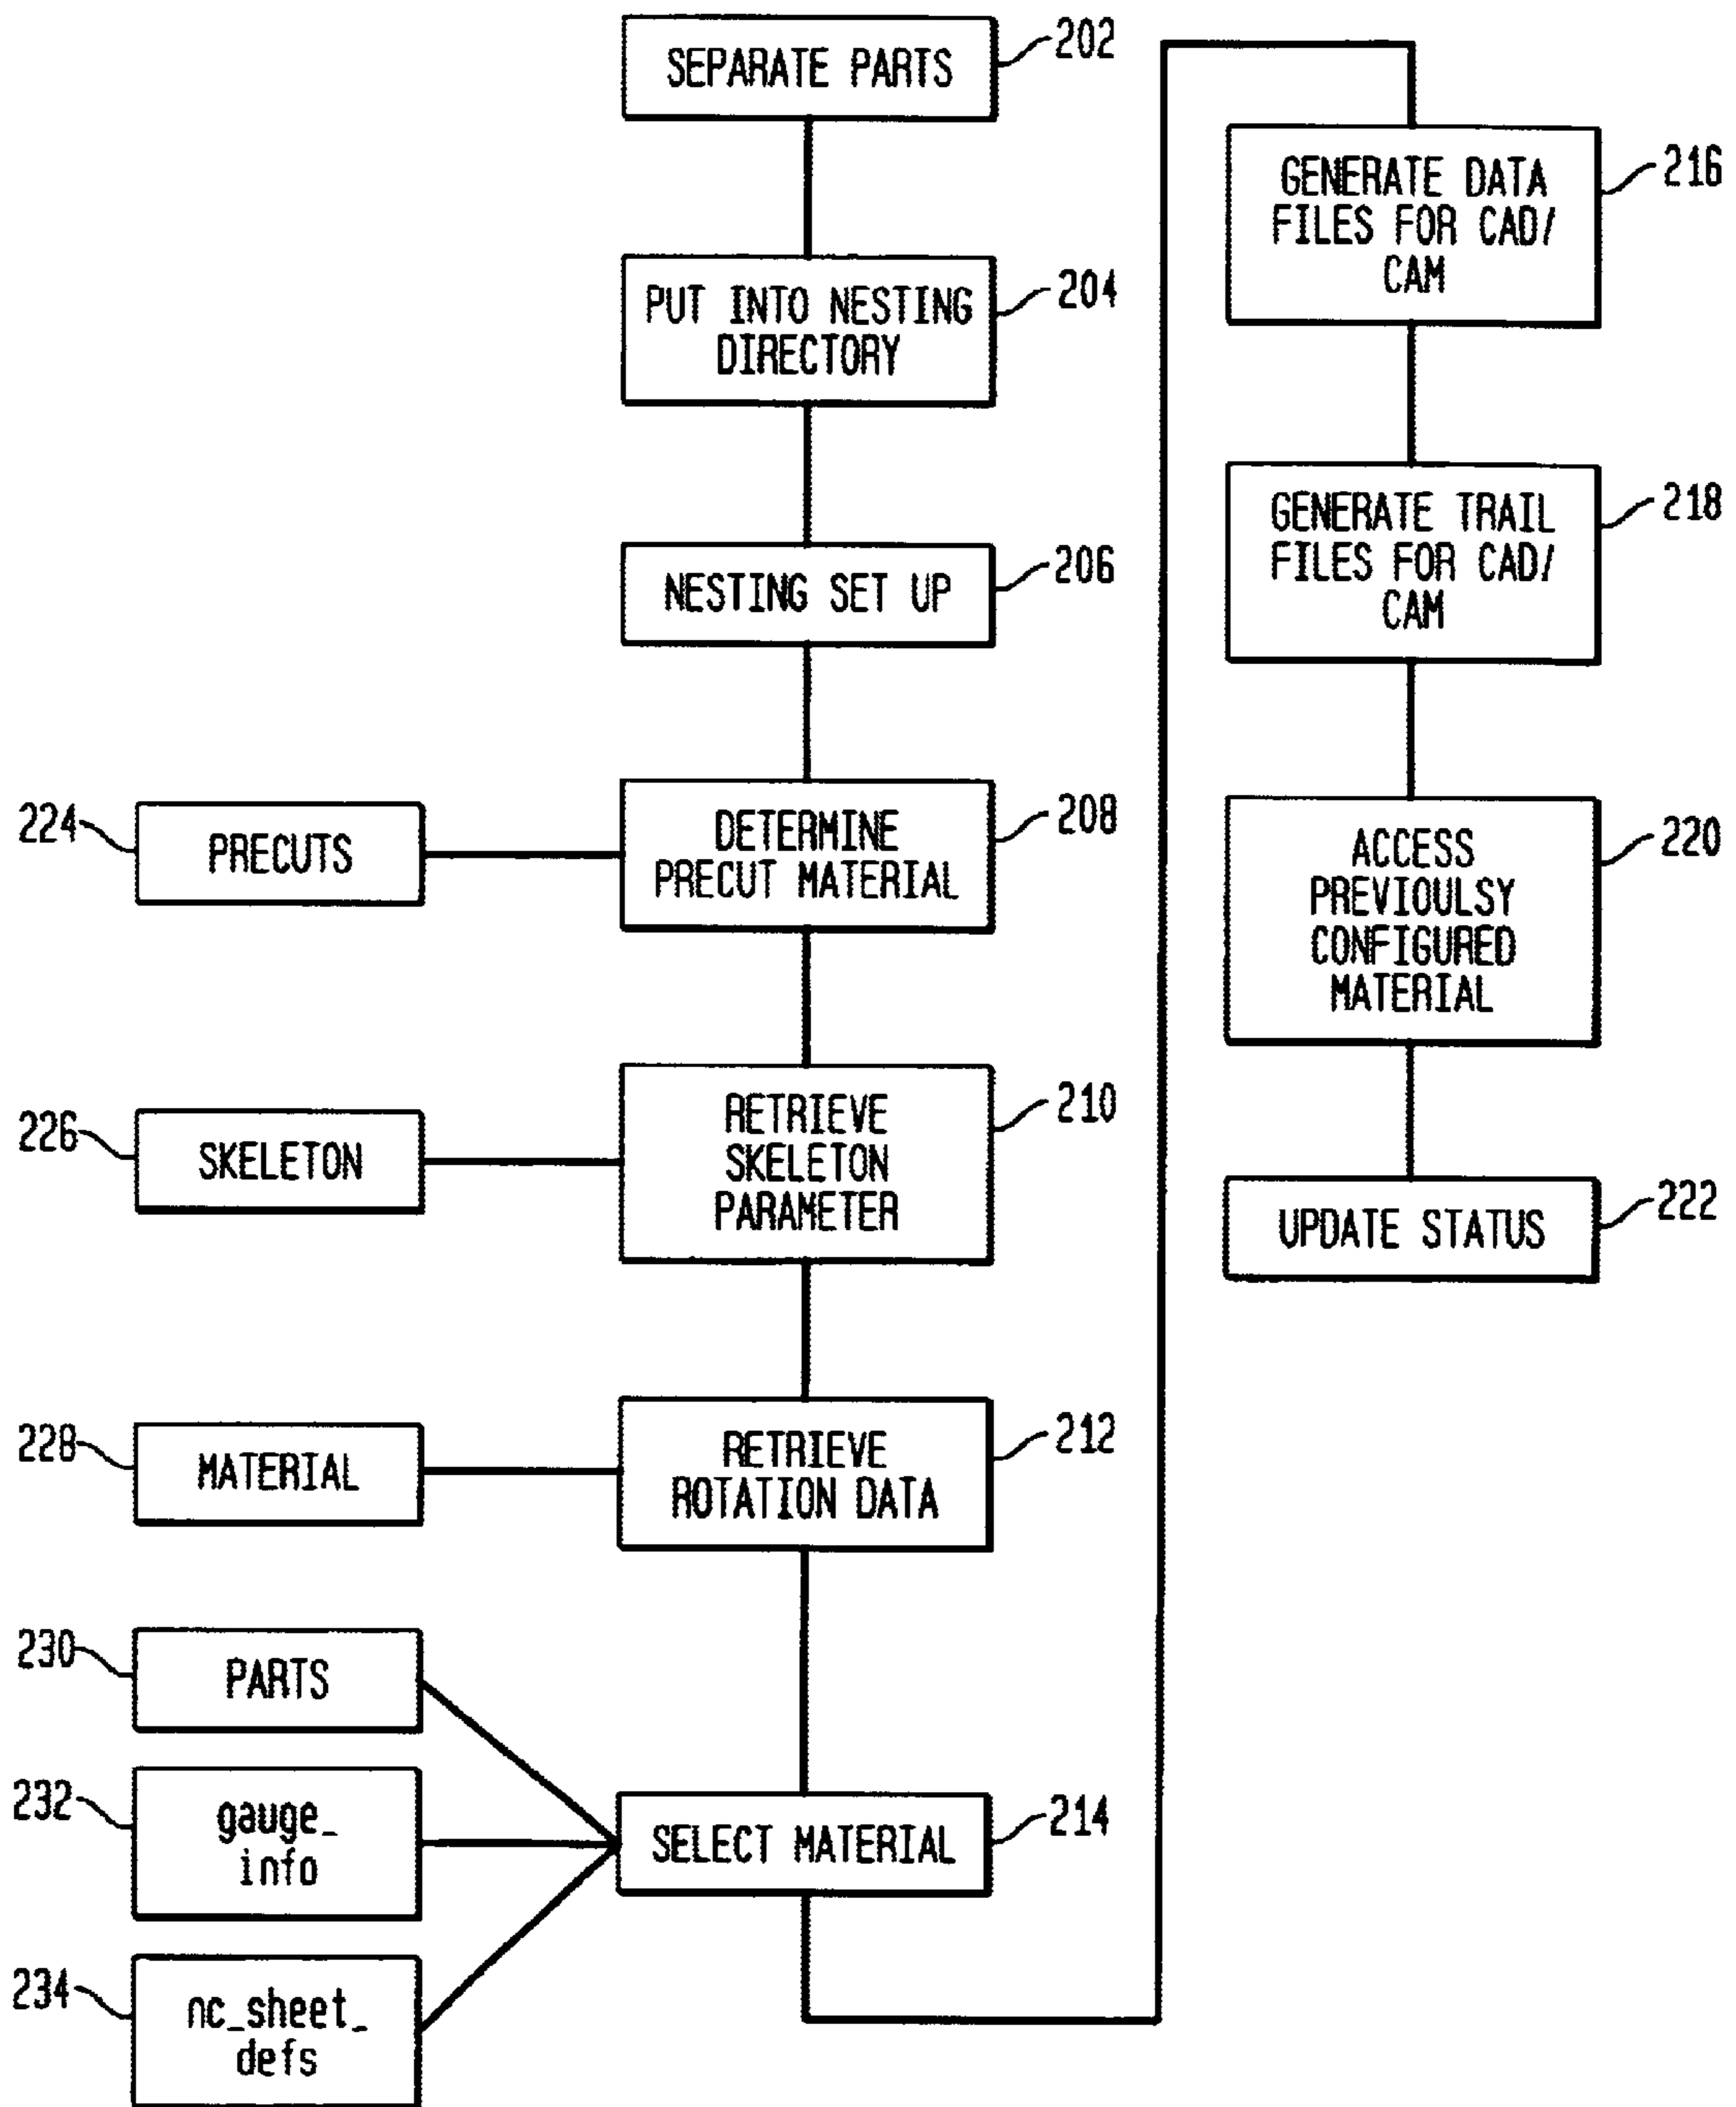 SEPARATE PARTS
202
PUT INTO NESTING
DIRECTORY
204
NESTING SET UP
206
224
PRECUTS
DETERMINE
PRECUT MATERIAL
208
226
SKELETON
RETRIEVE
SKELETON
PARAMETER
210
228
MATERIAL
RETRIEVE
ROTATION DATA
212
230
PARTS
232
gauge_
info
234
nc_sheet_
defs
SELECT MATERIAL
214
GENERATE DATA
FILES FOR CAD/
CAM
216
GENERATE TRAIL
FILES FOR CAD/
CAM
218
ACCESS
PREVIOULSY
CONFIGURED
MATERIAL
220
UPDATE STATUS
222